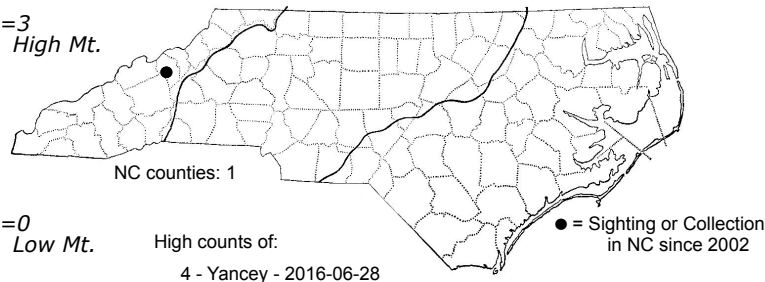 =3
High Mt.
NC counties: 1
=0
Low Mt.
High counts of:
4 - Yancey - 2016-06-28
● = Sighting or Collection
in NC since 2002